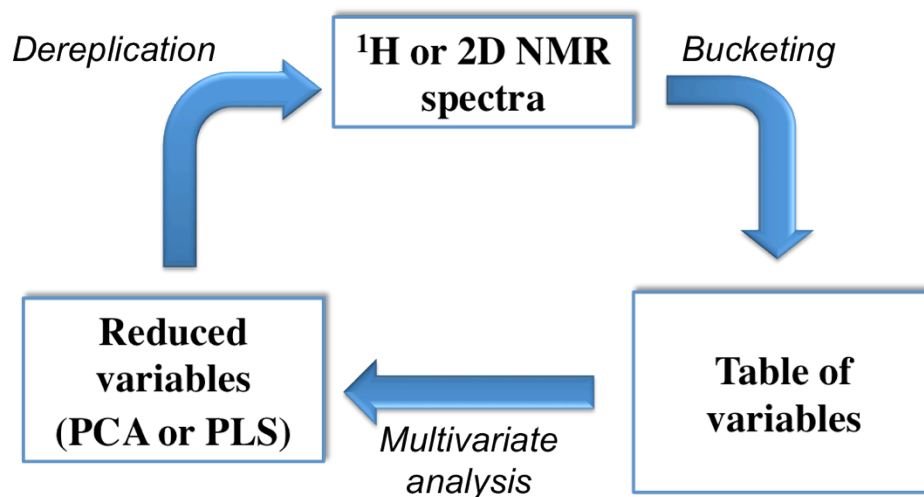 Dereplication
¹H or 2D NMR
spectra
Bucketing
Reduced
variables
(PCA or PLS)
Multivariate
analysis
Table of
variables